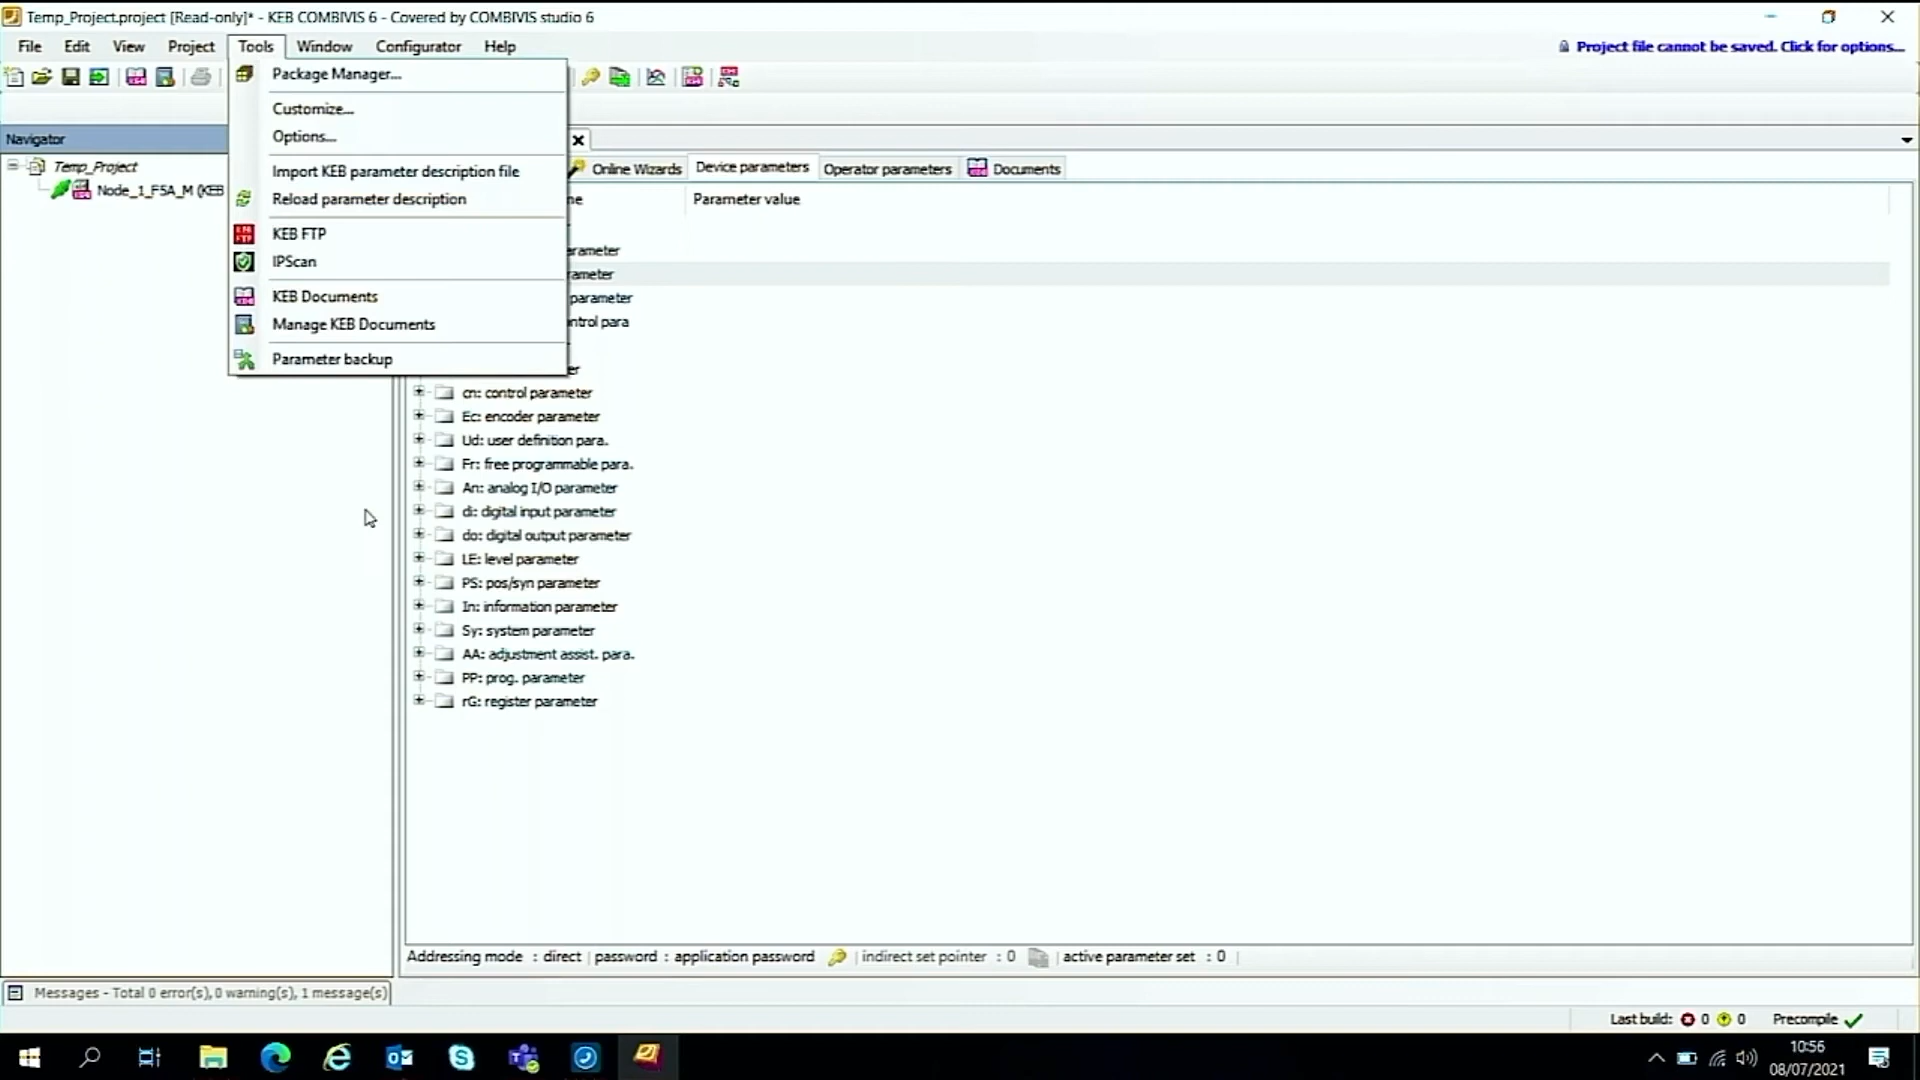 Temp_Project.project [Read-only]* - KEB COMBIVIS 6 - Covered by COMBIVIS studio 6
File Edit View Project Tools Window Configurator Help
Project file cannot be saved. Click for options...
Package Manager...
Customize...
Options...
Import KEB parameter description file
Reload parameter description
KEB FTP
IPScan
KEB Documents
Manage KEB Documents
Parameter backup
Navigator
Temp_Project
Node_1_F5A_M (KEB
Online Wizards Device parameters Operator parameters Documents
ne Parameter value
arameter
rameter
parameter
ntrol para
er
cn: control parameter
Ec: encoder parameter
Ud: user definition para.
Fr: free programmable para.
An: analog I/O parameter
di: digital input parameter
do: digital output parameter
LE: level parameter
PS: pos/syn parameter
In: information parameter
Sy: system parameter
AA: adjustment assist. para.
PP: prog. parameter
rG: register parameter
Addressing mode : direct | password : application password | indirect set pointer : 0 | active parameter set : 0 |
Messages - Total 0 error(s), 0 warning(s), 1 message(s)
Last build: 0 0 Precompile
10:56
08/07/2021